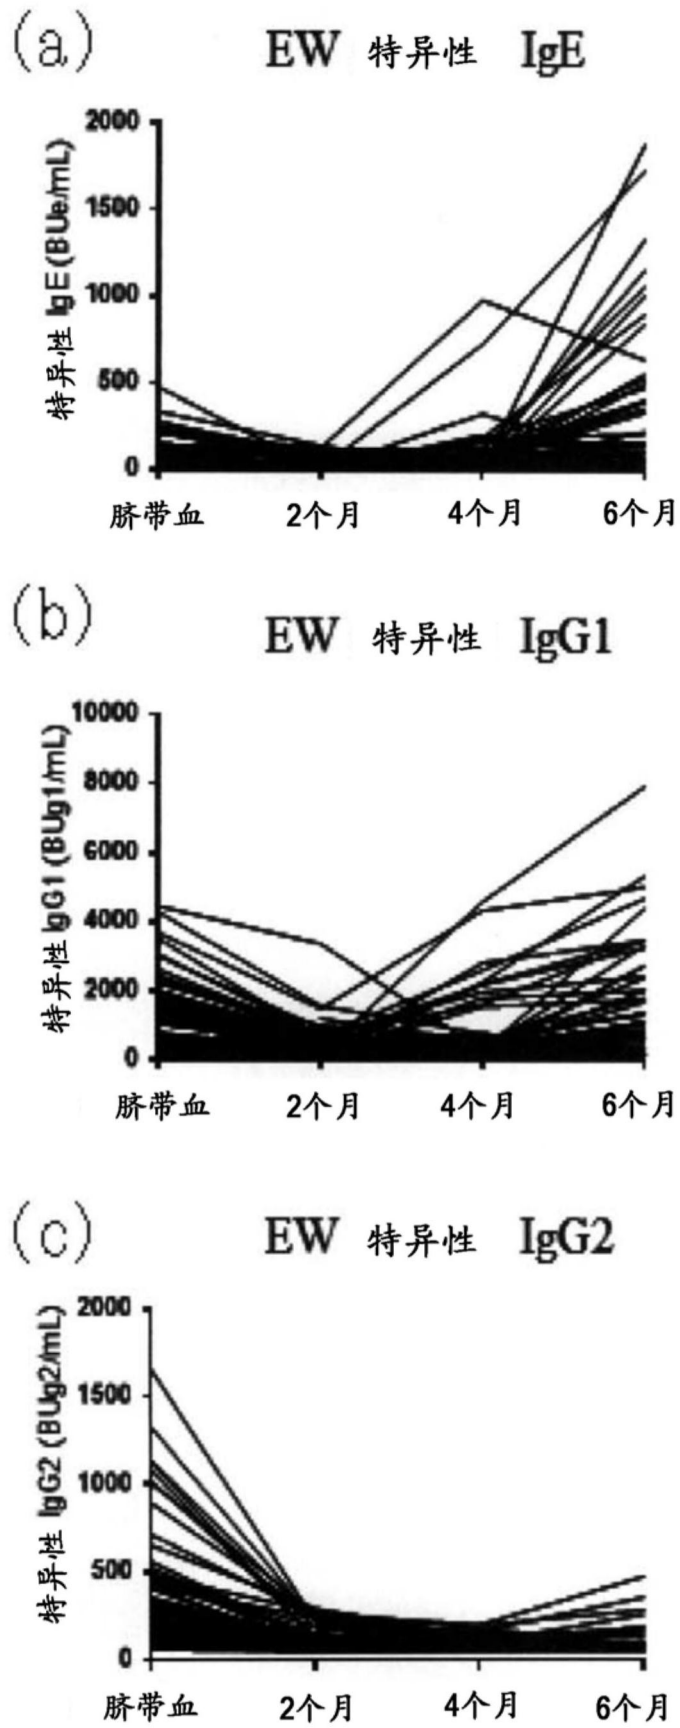 (a) EW 特异性 IgE
特异性 IgE (BUe/mL)
2000
1500
1000
500
0
脐带血 2个月 4个月 6个月
(b) EW 特异性 IgG1
特异性 IgG1 (BUg1/mL)
10000
8000
6000
4000
2000
0
脐带血 2个月 4个月 6个月
(c) EW 特异性 IgG2
特异性 IgG2 (BUg2/mL)
2000
1500
1000
500
0
脐带血 2个月 4个月 6个月